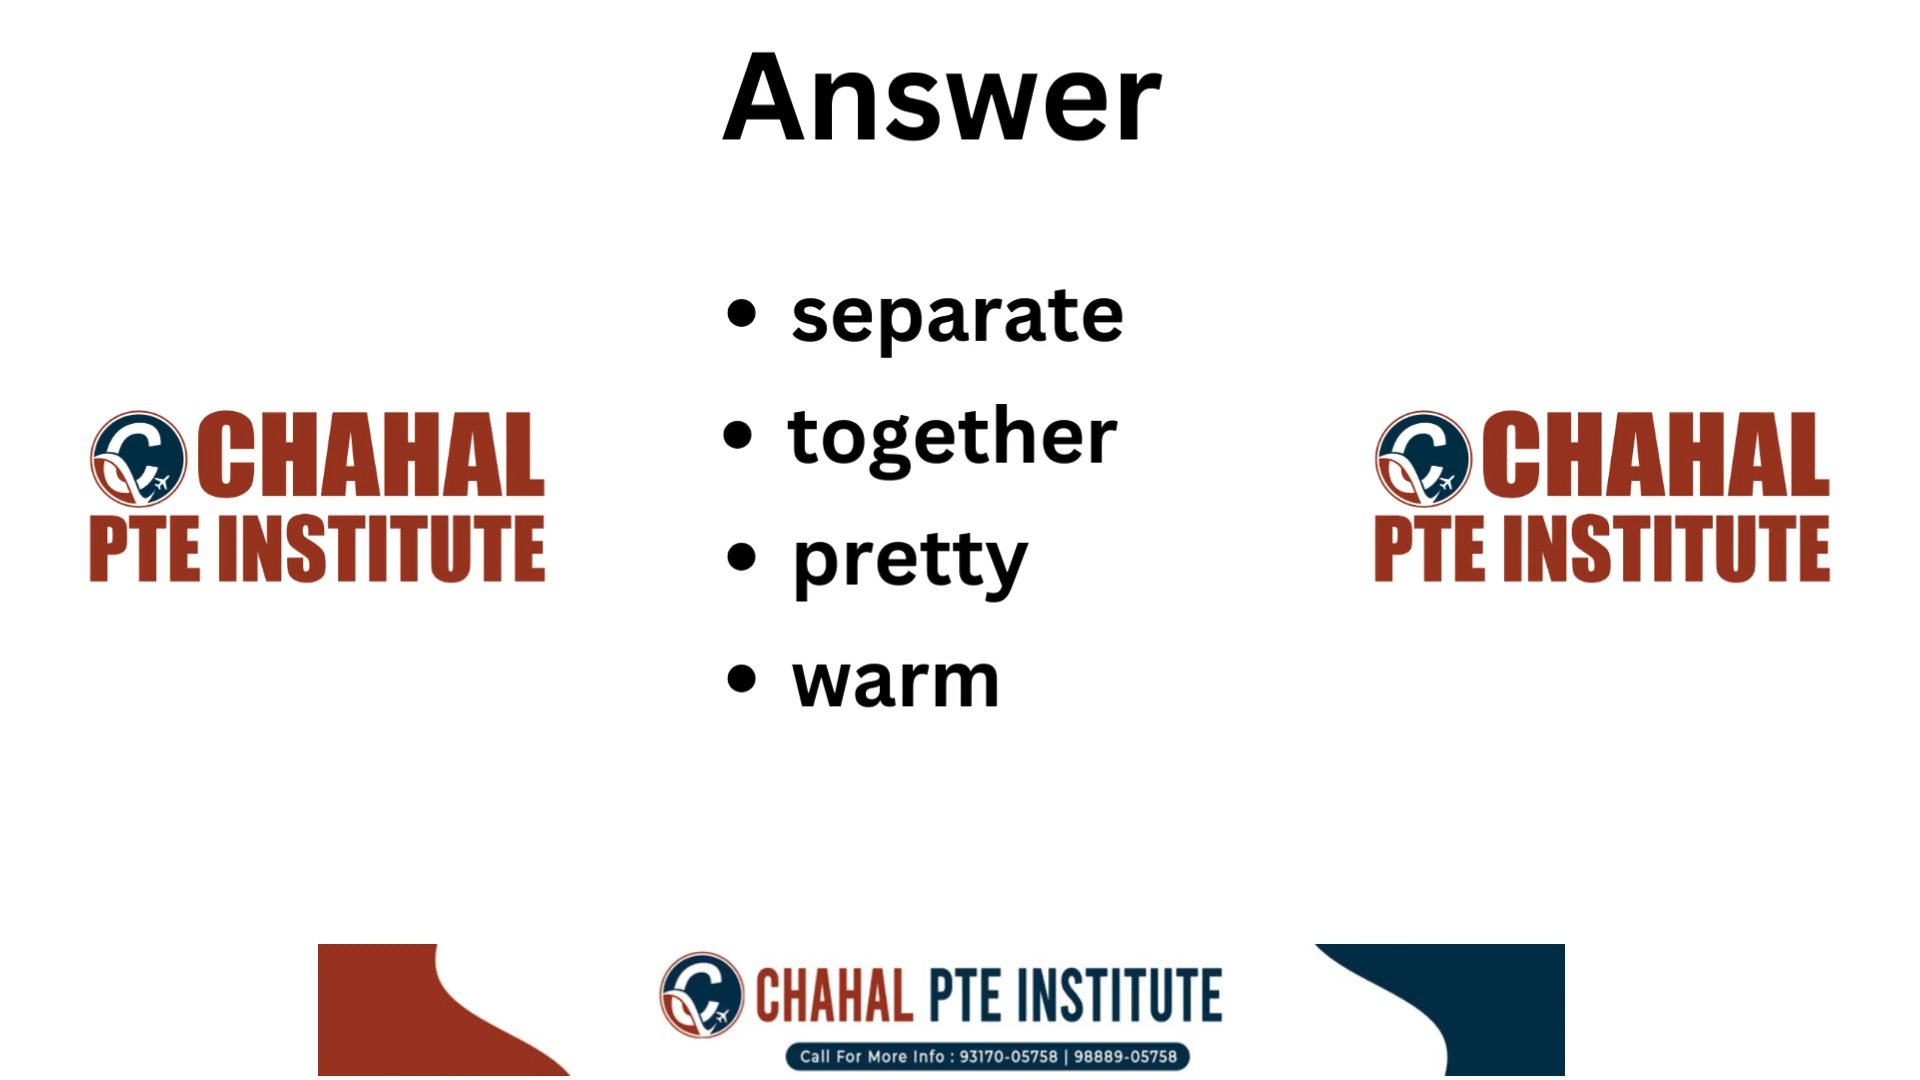 Answer
• separate
• together
• pretty
• warm
CHAHAL
PTE INSTITUTE
CHAHAL
PTE INSTITUTE
CHAHAL PTE INSTITUTE
Call For More Info : 93170-05758 | 98889-05758